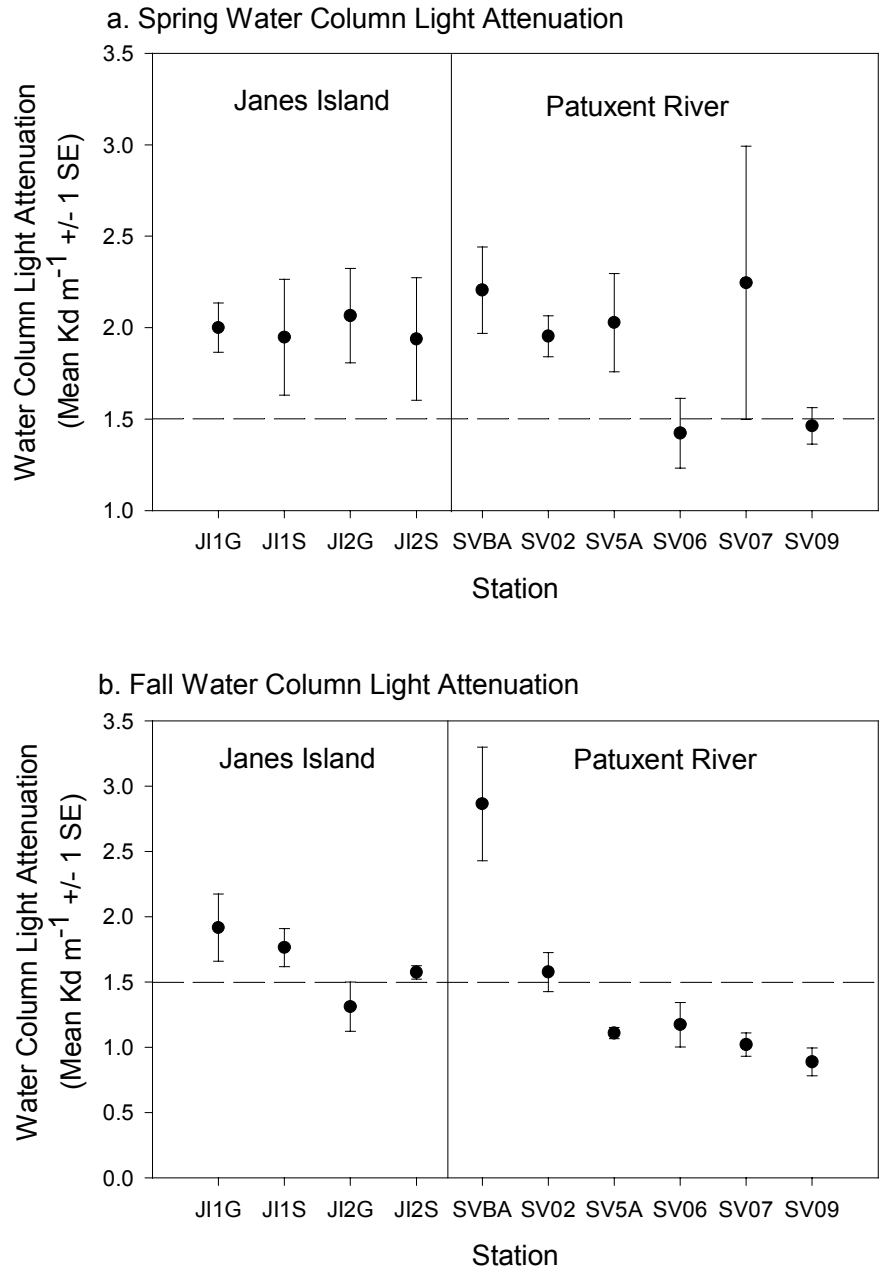 a. Spring Water Column Light Attenuation
Water Column Light Attenuation
(Mean Kd m⁻¹ +/- 1 SE)
3.5
3.0
2.5
2.0
1.5
1.0
Janes Island
Patuxent River
JI1G JI1S JI2G JI2S SVBA SV02 SV5A SV06 SV07 SV09
Station
b. Fall Water Column Light Attenuation
Water Column Light Attenuation
(Mean Kd m⁻¹ +/- 1 SE)
3.5
3.0
2.5
2.0
1.5
1.0
0.5
0.0
Janes Island
Patuxent River
JI1G JI1S JI2G JI2S SVBA SV02 SV5A SV06 SV07 SV09
Station